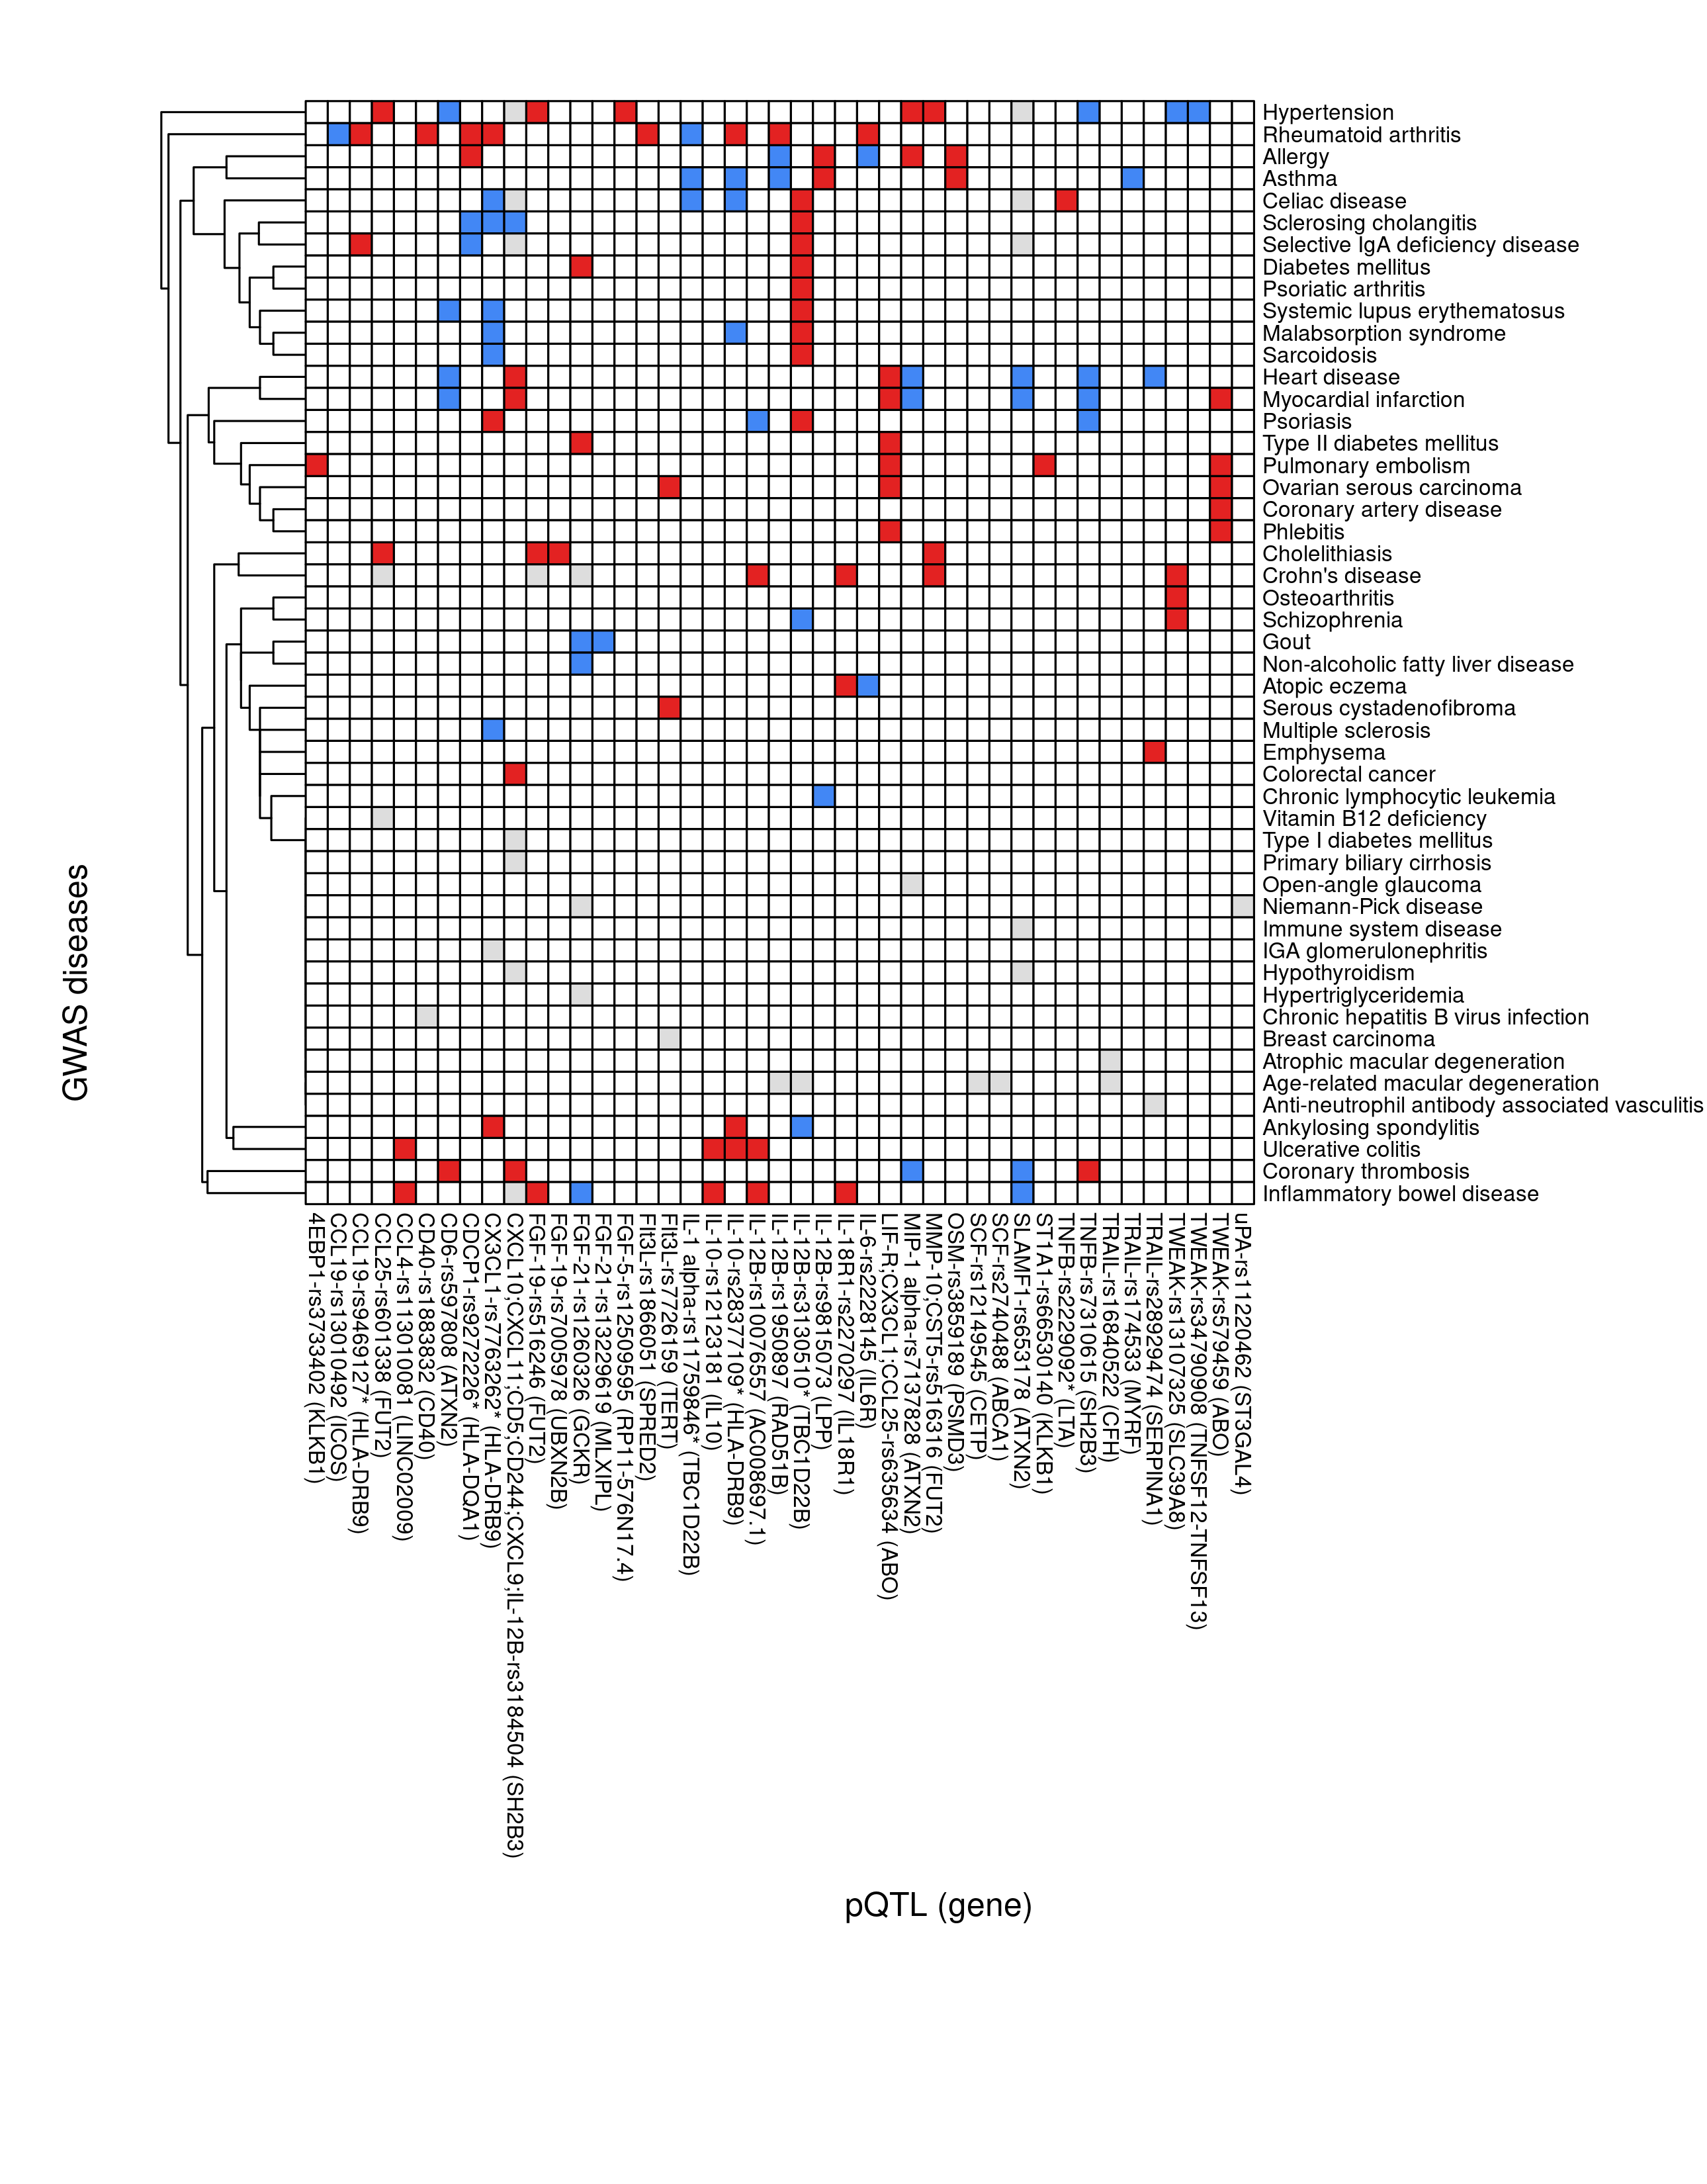 Hypertension
Rheumatoid arthritis
Allergy
Asthma
Celiac disease
Sclerosing cholangitis
Selective IgA deficiency disease
Diabetes mellitus
Psoriatic arthritis
Systemic lupus erythematosus
Malabsorption syndrome
Sarcoidosis
Heart disease
Myocardial infarction
Psoriasis
Type II diabetes mellitus
Pulmonary embolism
Ovarian serous carcinoma
Coronary artery disease
Phlebitis
Cholelithiasis
Crohn's disease
Osteoarthritis
Schizophrenia
Gout
Non-alcoholic fatty liver disease
Atopic eczema
Serous cystadenofibroma
Multiple sclerosis
Emphysema
Colorectal cancer
Chronic lymphocytic leukemia
Vitamin B12 deficiency
Type I diabetes mellitus
Primary biliary cirrhosis
Open-angle glaucoma
Niemann-Pick disease
Immune system disease
IGA glomerulonephritis
Hypothyroidism
Hypertriglyceridemia
Chronic hepatitis B virus infection
Breast carcinoma
Atrophic macular degeneration
Age-related macular degeneration
Anti-neutrophil antibody associated vasculitis
Ankylosing spondylitis
Ulcerative colitis
Coronary thrombosis
Inflammatory bowel disease
GWAS diseases
4EBP1-rs3733402 (KLKB1)
CCL19-rs13010492 (ICOS)
CCL19-rs9469127* (HLA-DRB9)
CCL25-rs601338 (FUT2)
CCL4-rs113010081 (LINC02009)
CD40-rs1883832 (CD40)
CD6-rs597808 (ATXN2)
CDCP1-rs9272226* (HLA-DQA1)
CX3CL1-rs7763262* (HLA-DRB9)
CXCL10;CXCL11;CD5;CD244;CXCL9;IL-12B-rs3184504 (SH2B3)
FGF-19-rs516246 (FUT2)
FGF-19-rs7005978 (UBXN2B)
FGF-21-rs1260326 (GCKR)
FGF-21-rs13229619 (MLXIPL)
FGF-5-rs12509595 (RP11-576N17.4)
Flt3L-rs1866051 (SPRED2)
Flt3L-rs7726159 (TERT)
IL-1 alpha-rs11759846* (TBC1D22B)
IL-10-rs12123181 (IL10)
IL-10-rs28377109* (HLA-DRB9)
IL-12B-rs10076557 (AC008697.1)
IL-12B-rs1950897 (RAD51B)
IL-12B-rs3130510* (TBC1D22B)
IL-12B-rs9815073 (LPP)
IL-18R1-rs2270297 (IL18R1)
IL-6-rs2228145 (IL6R)
LIF-R;CX3CL1;CCL25-rs635634 (ABO)
MIP-1 alpha-rs7137828 (ATXN2)
MMP-10;CST5-rs516316 (FUT2)
OSM-rs3859189 (PSMD3)
SCF-rs12149545 (CETP)
SCF-rs2740488 (ABCA1)
SLAMF1-rs653178 (ATXN2)
ST1A1-rs66530140 (KLKB1)
TNFB-rs2229092* (LTA)
TNFB-rs7310615 (SH2B3)
TRAIL-rs16840522 (CFH)
TRAIL-rs174533 (MYRF)
TRAIL-rs28929474 (SERPINA1)
TWEAK-rs13107325 (SLC39A8)
TWEAK-rs34790908 (TNFSF12-TNFSF13)
TWEAK-rs579459 (ABO)
uPA-rs11220462 (ST3GAL4)
pQTL (gene)